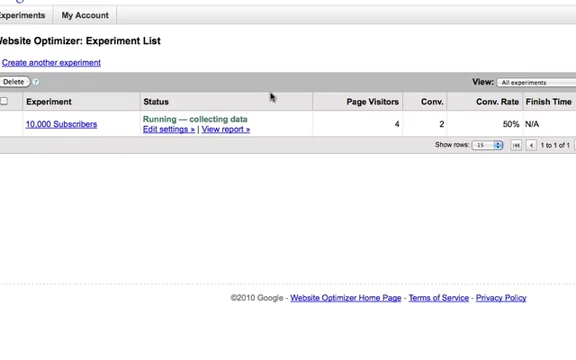 Experiments | My Account
Website Optimizer: Experiment List
Create another experiment
Delete ? View: All experiments
Experiment Status Page Visitors Conv. Conv. Rate Finish Time
10,000 Subscribers Running — collecting data 4 2 50% N/A
Edit settings » | View report »
Show rows: 15 1 to 1 of 1
©2010 Google - Website Optimizer Home Page - Terms of Service - Privacy Policy